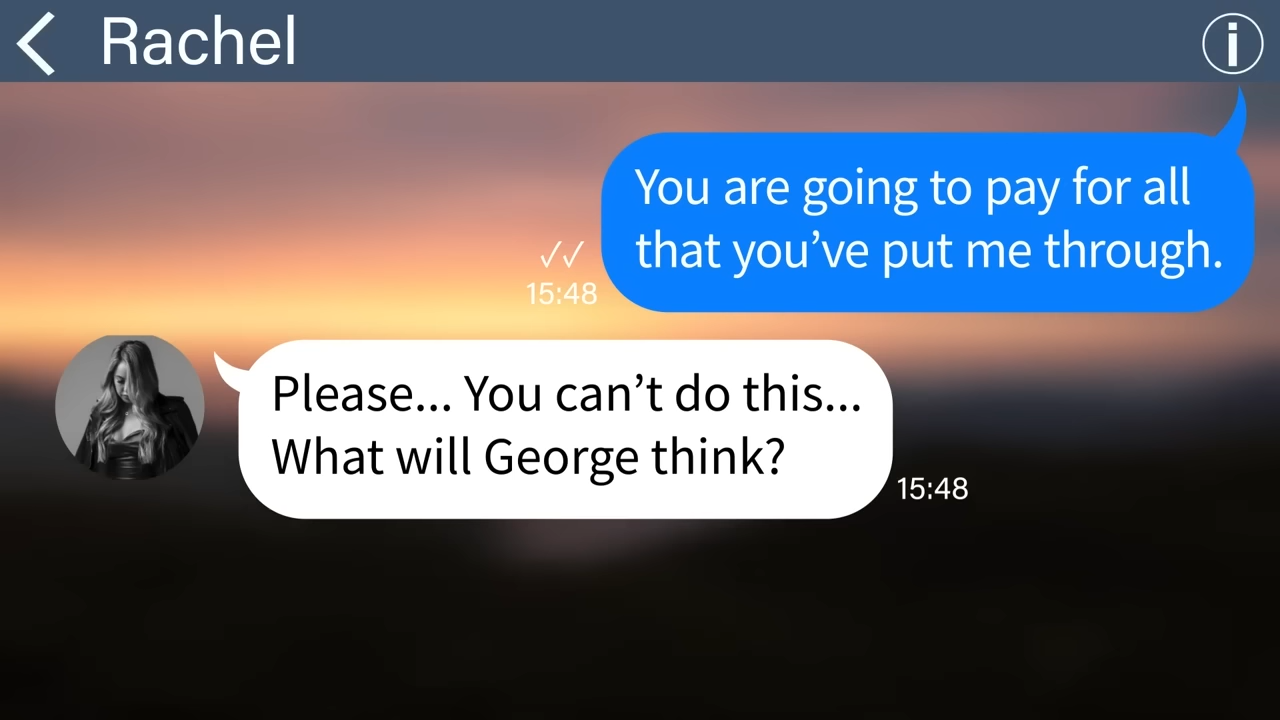 Rachel
You are going to pay for all
that you’ve put me through.
✓✓
15:48
Please... You can’t do this...
What will George think?
15:48